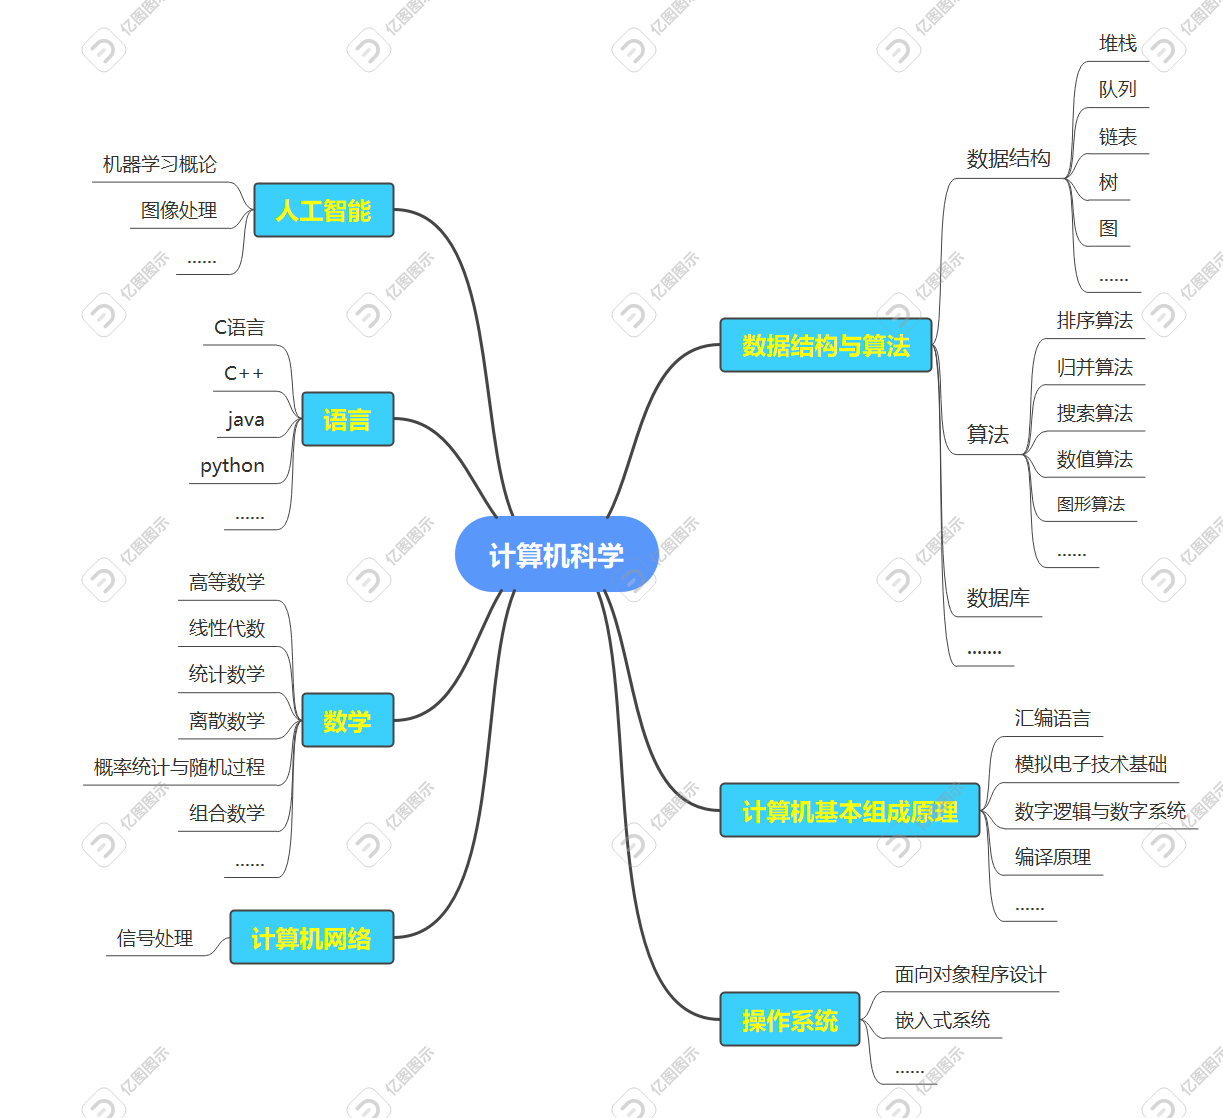 计算机科学
数据结构与算法
数据结构
堆栈
队列
链表
树
图
......
算法
排序算法
归并算法
搜索算法
数值算法
图形算法
......
数据库
.......
计算机基本组成原理
汇编语言
模拟电子技术基础
数字逻辑与数字系统
编译原理
......
操作系统
面向对象程序设计
嵌入式系统
......
人工智能
机器学习概论
图像处理
......
语言
C语言
C++
java
python
......
数学
高等数学
线性代数
统计数学
离散数学
概率统计与随机过程
组合数学
......
计算机网络
信号处理
亿图图示